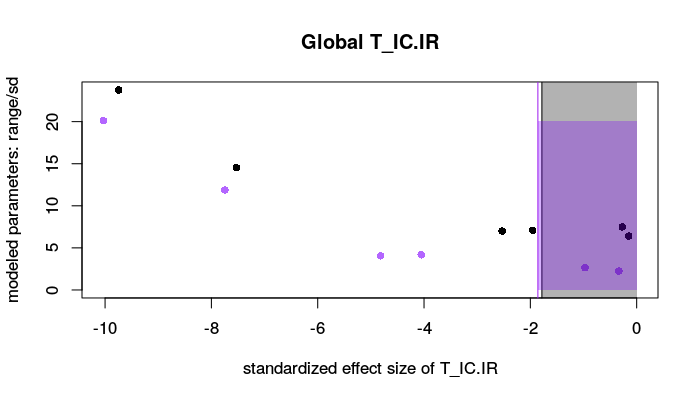 Global T_IC.IR
modeled parameters: range/sd
20
15
10
5
0
-10 -8 -6 -4 -2 0
standardized effect size of T_IC.IR